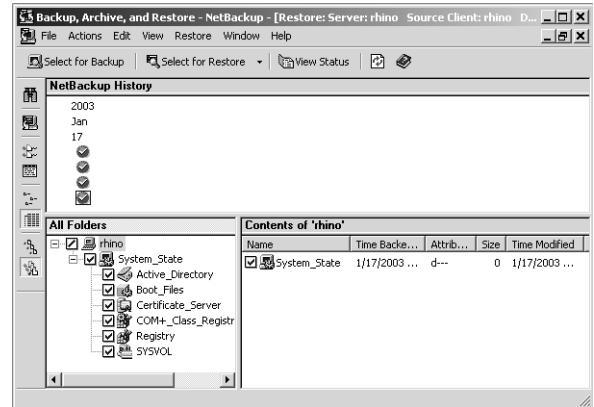 Backup, Archive, and Restore - NetBackup - [Restore: Server: rhino Source Client: rhino D...
File Actions Edit View Restore Window Help
Select for Backup Select for Restore View Status
NetBackup History
2003
Jan
17
All Folders
rhino
System_State
Active_Directory
Boot_Files
Certificate_Server
COM+_Class_Registr
Registry
SYSVOL
Contents of 'rhino'
Name Time Backe... Attrib... Size Time Modified
System_State 1/17/2003 ... d--- 0 1/17/2003 ...